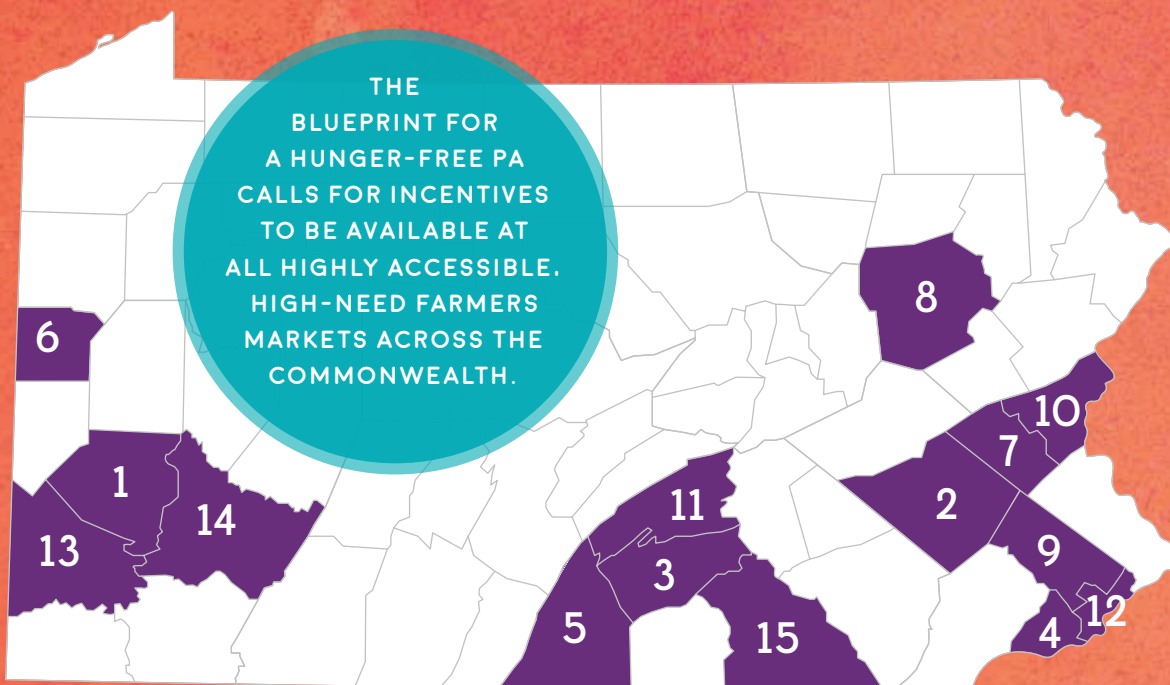 THE
BLUEPRINT FOR
A HUNGER-FREE PA
CALLS FOR INCENTIVES
TO BE AVAILABLE AT
ALL HIGHLY ACCESSIBLE,
HIGH-NEED FARMERS
MARKETS ACROSS THE
COMMONWEALTH.
8
6
10
7
1
2
11
14
13
9
3
12
5
4
15